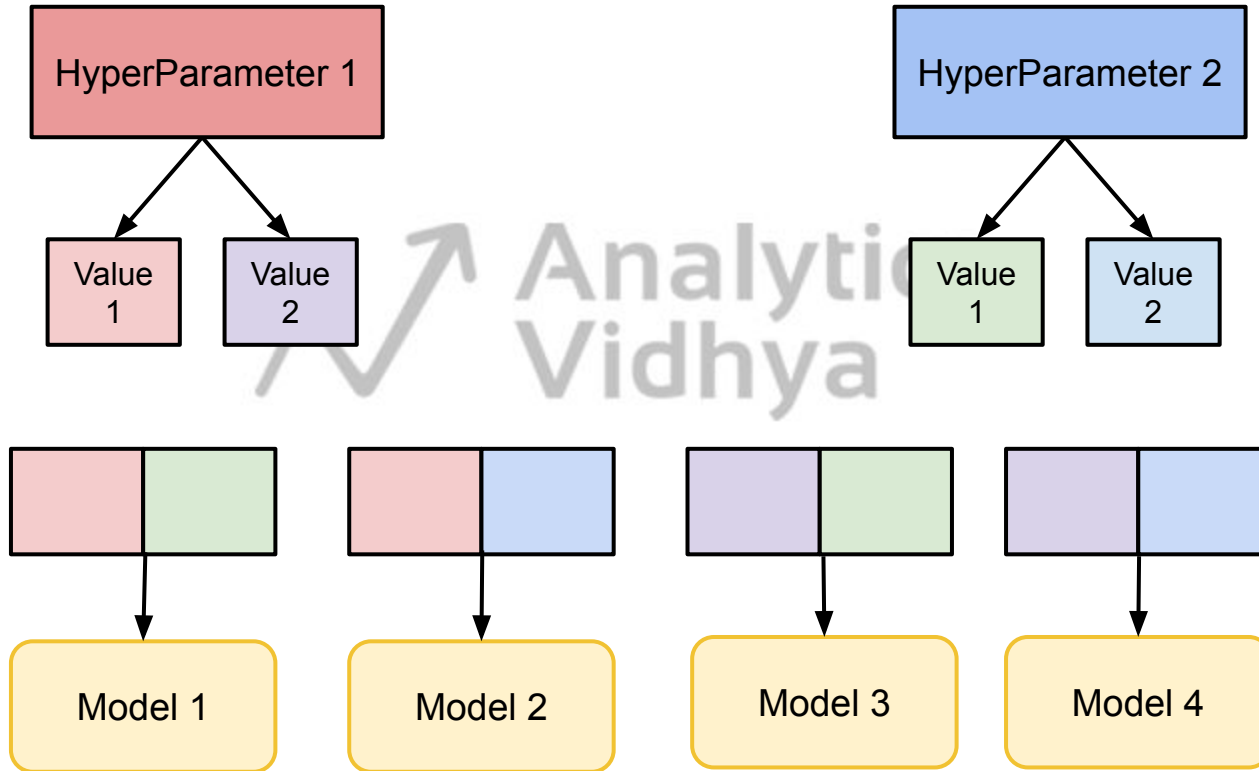 HyperParameter 1
HyperParameter 2
Value
1
Value
2
Value
1
Value
2
Analytic
Vidhya
Model 1
Model 2
Model 3
Model 4